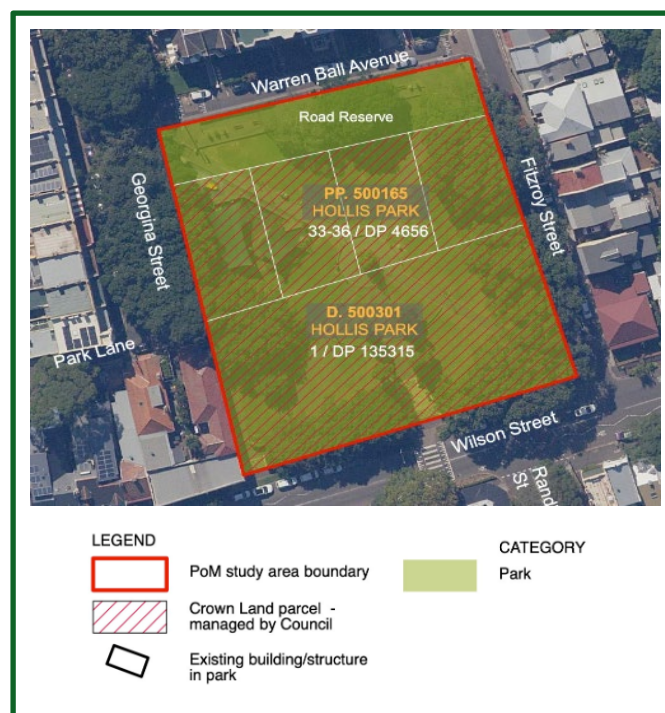 Warren Ball Avenue
Road Reserve
Georgina Street
Fitzroy Street
PP. 500165
HOLLIS PARK
33-36 / DP 4656
D. 500301
HOLLIS PARK
1 / DP 135315
Park Lane
Wilson Street
Rand
St
LEGEND
PoM study area boundary
Crown Land parcel -
managed by Council
Existing building/structure
in park
CATEGORY
Park